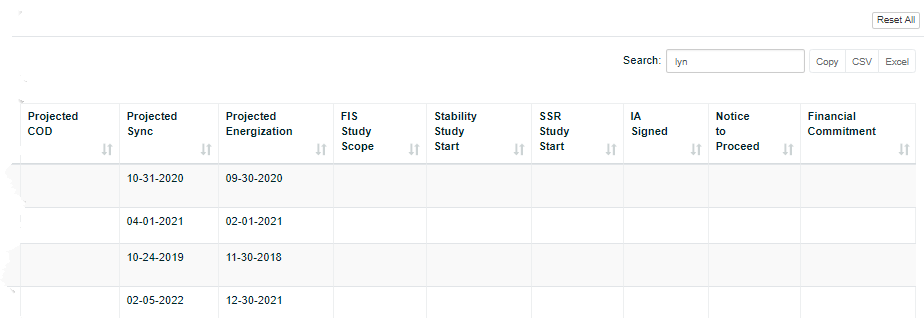 Reset All
Search: lyn Copy CSV Excel
Projected COD Projected Sync Projected Energization FIS Study Scope Stability Study Start SSR Study Start IA Signed Notice to Proceed Financial Commitment
10-31-2020 09-30-2020
04-01-2021 02-01-2021
10-24-2019 11-30-2018
02-05-2022 12-30-2021